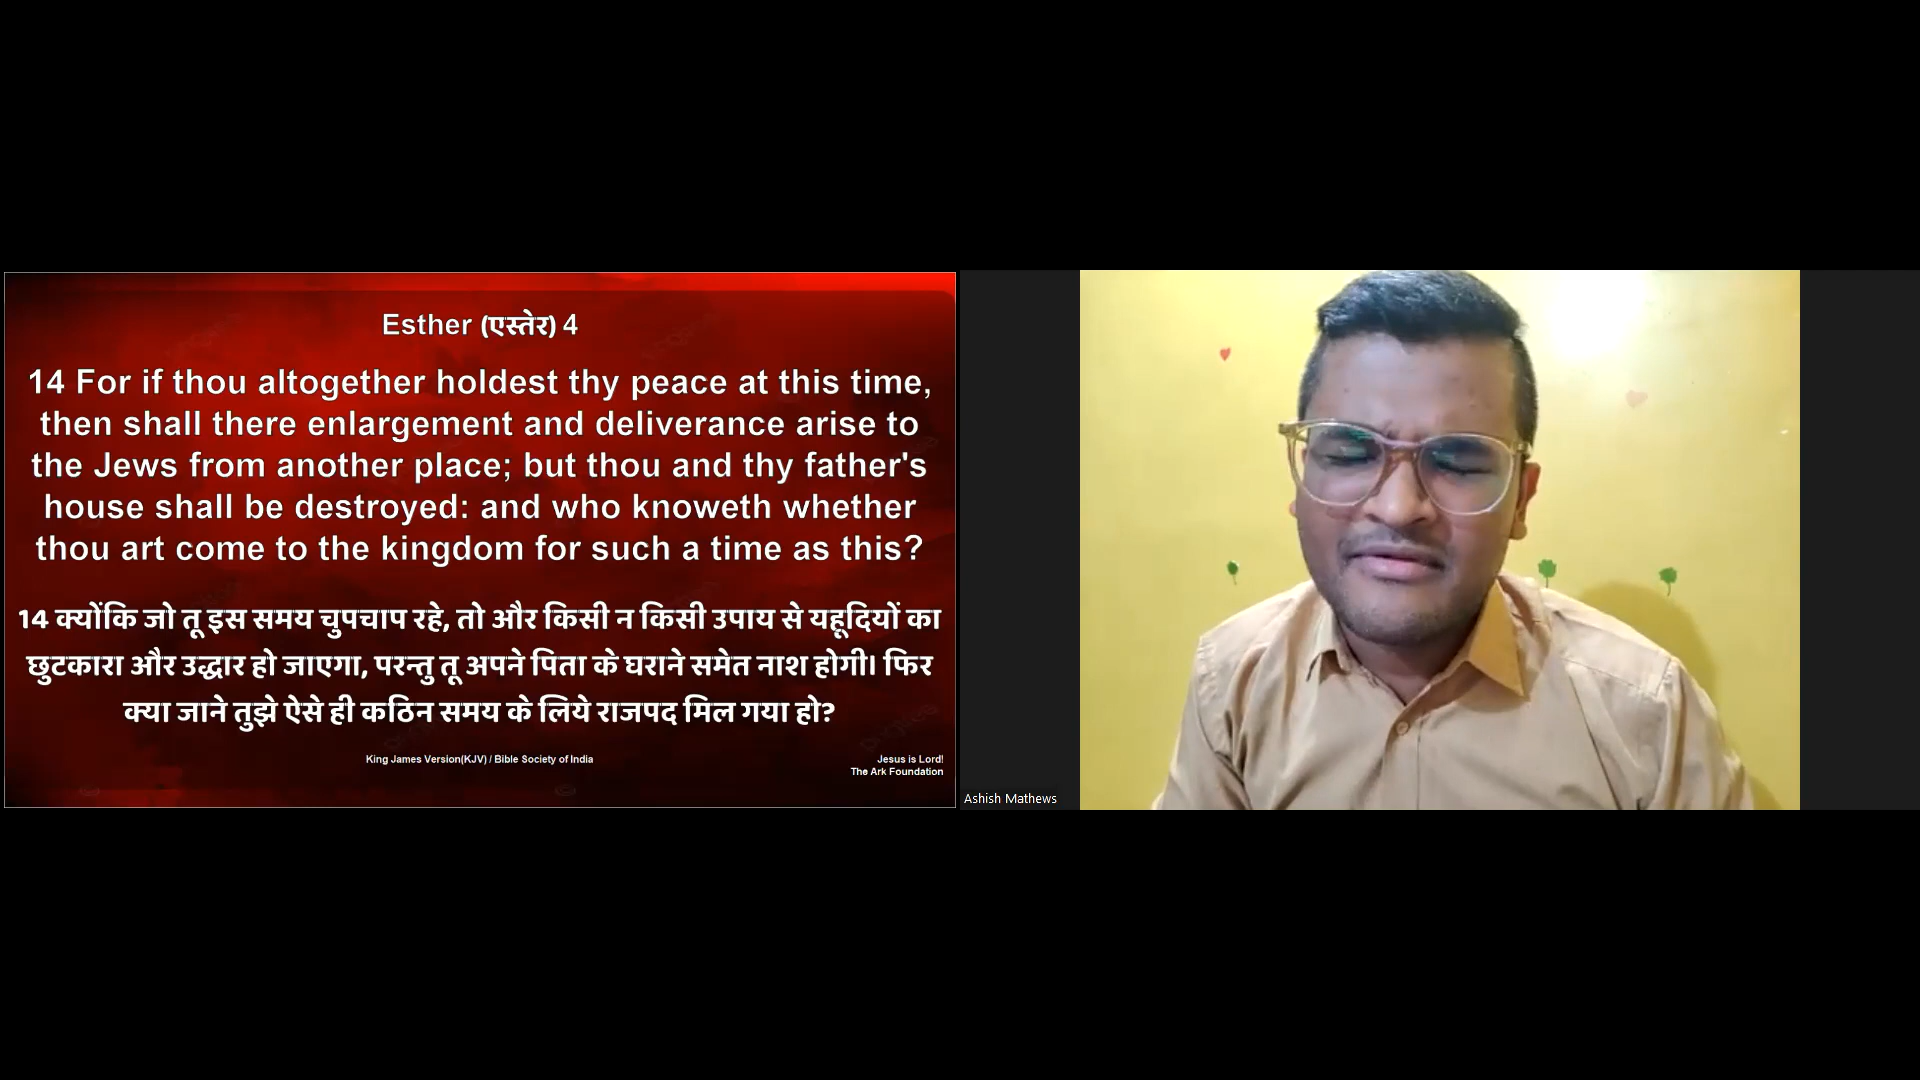 Esther (एस्तेर) 4
14 For if thou altogether holdest thy peace at this time,
then shall there enlargement and deliverance arise to
the Jews from another place; but thou and thy father's
house shall be destroyed: and who knoweth whether
thou art come to the kingdom for such a time as this?
14 क्योंकि जो तू इस समय चुपचाप रहे, तो और किसी न किसी उपाय से यहूदियों का
छुटकारा और उद्धार हो जाएगा, परन्तु तू अपने पिता के घराने समेत नाश होगी। फिर
क्या जाने तुझे ऐसे ही कठिन समय के लिये राजपद मिल गया हो?
King James Version(KJV) / Bible Society of India
Jesus is Lord!
The Ark Foundation
Ashish Mathews